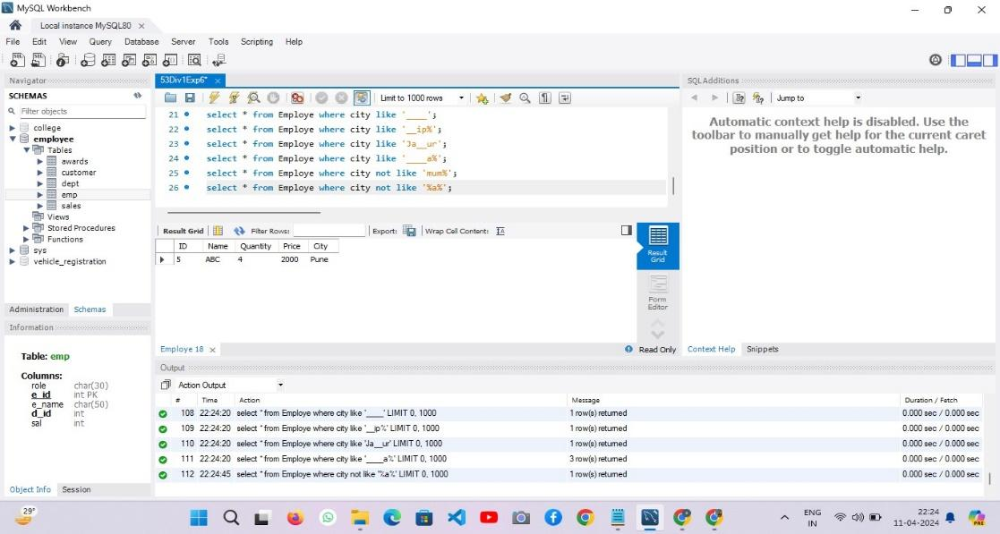 MySQL Workbench
Local instance MySQL80
File Edit View Query Database Server Tools Scripting Help
Navigator
SCHEMAS
Filter objects
college
employee
Tables
awards
customer
dept
emp
sales
Views
Stored Procedures
Functions
sys
vehicle_registration
Administration Schemas
Information
Table: emp
Columns:
role char(30)
e_id int PK
e_name char(50)
d_id int
sal int
Object Info Session
53Div1Exp6*
Limit to 1000 rows
21 select * from Employe where city like '____';
22 select * from Employe where city like '__ip%';
23 select * from Employe where city like 'Ja__ur';
24 select * from Employe where city like '____a%';
25 select * from Employe where city not like 'mum%';
26 select * from Employe where city not like '%a%';
Result Grid Filter Rows: Export: Wrap Cell Content: IA
ID Name Quantity Price City
5 ABC 4 2000 Pune
Result Grid
Form Editor
Employe 18
Read Only
SQLAdditions
Jump to
Automatic context help is disabled. Use the
toolbar to manually get help for the current caret
position or to toggle automatic help.
Context Help Snippets
Output
Action Output
# Time Action Message Duration / Fetch
108 22:24:20 select * from Employe where city like '____' LIMIT 0, 1000 1 row(s) returned 0.000 sec / 0.000 sec
109 22:24:20 select * from Employe where city like '__ip%' LIMIT 0, 1000 1 row(s) returned 0.000 sec / 0.000 sec
110 22:24:20 select * from Employe where city like 'Ja__ur' LIMIT 0, 1000 1 row(s) returned 0.000 sec / 0.000 sec
111 22:24:20 select * from Employe where city like '____a%' LIMIT 0, 1000 3 row(s) returned 0.000 sec / 0.000 sec
112 22:24:45 select * from Employe where city not like '%a%' LIMIT 0, 1000 1 row(s) returned 0.000 sec / 0.000 sec
29°
ENG
IN
22:24
11-04-2024
PRE